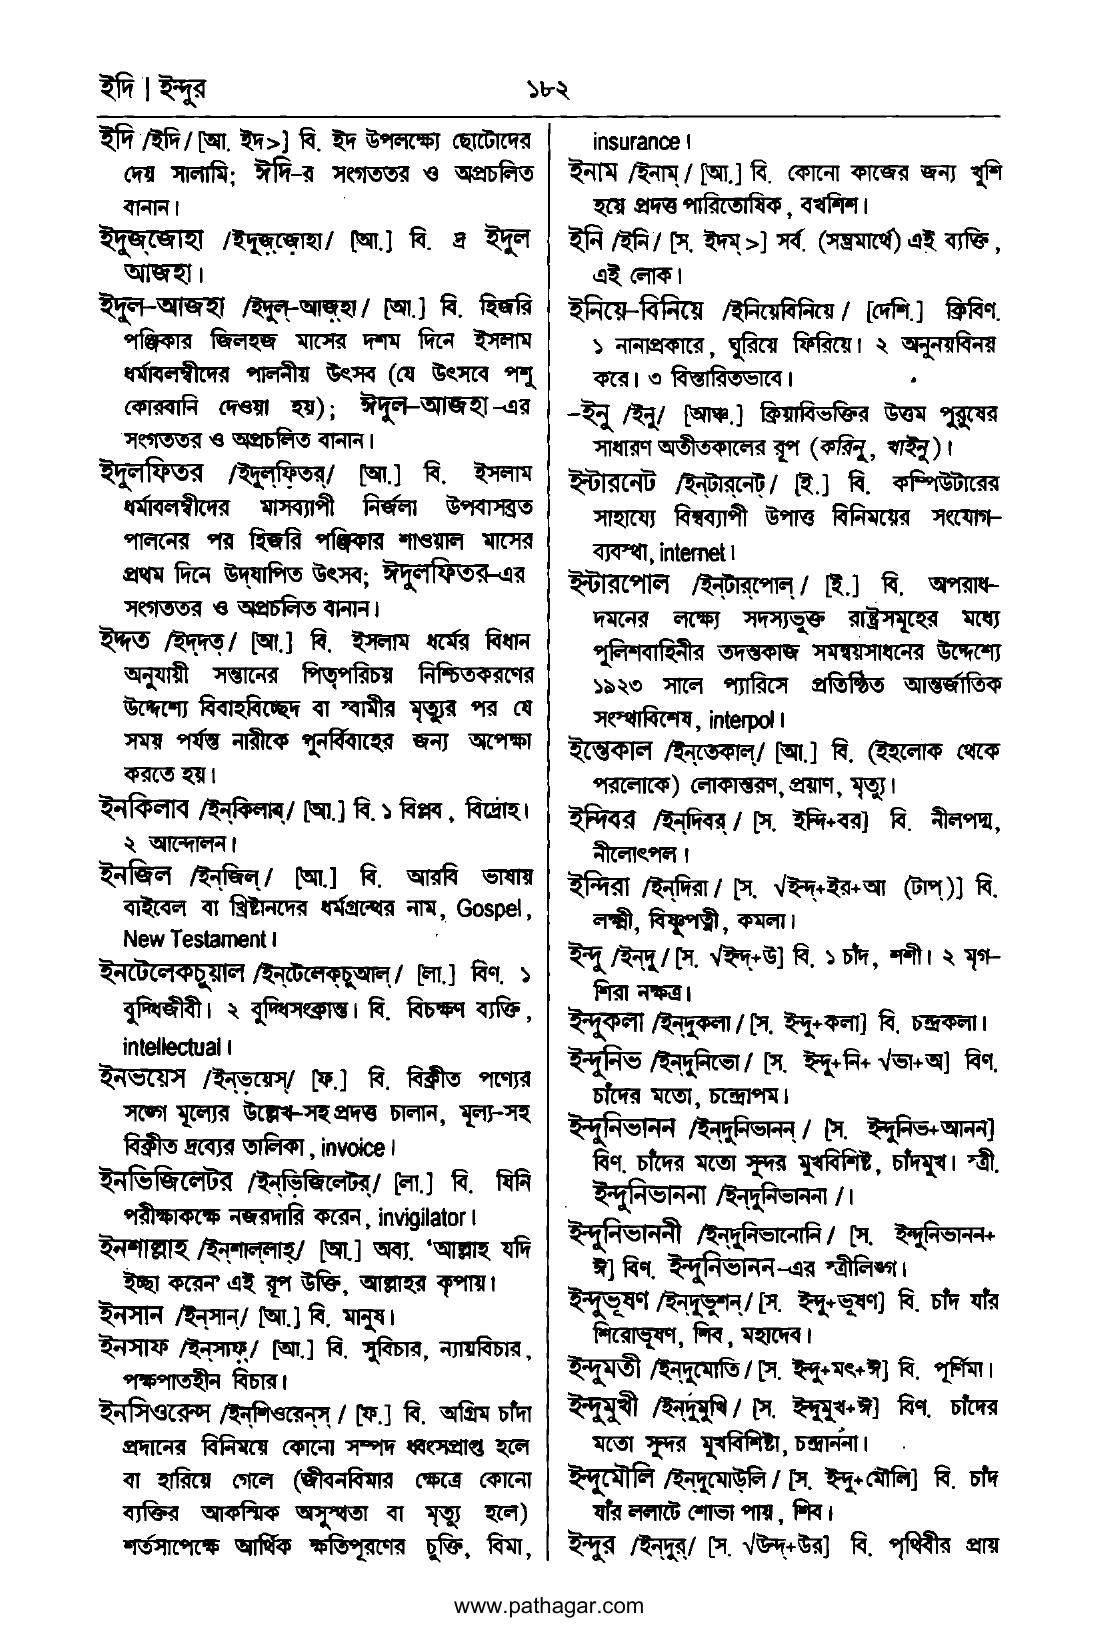 ইদি | ইন্দুর ১৮২
ইদি /ইদি/ [আ. ইদ>] বি. ইদ উপলক্ষ্যে ছোটোদের
দেয় সালামি; ঈদি-র সংগততর ও অপ্রচলিত
বানান।
ইদুজ্জোহা /ইদুজ়্জ়োহা/ [আ.] বি. দ্র ইদুল
আজহা।
ইদুল-আজহা /ইদুল্-আজ়্হা/ [আ.] বি. হিজরি
পঞ্জিকার জিলহজ মাসের দশম দিনে ইসলাম
ধর্মাবলম্বীদের পালনীয় উৎসব (যে উৎসবে পশু
কোরবানি দেওয়া হয়); ঈদুল-আজহা-এর
সংগততর ও অপ্রচলিত বানান।
ইদুলফিতর /ইদুল্‌ফ়িত্‌র্/ [আ.] বি. ইসলাম
ধর্মাবলম্বীদের মাসব্যাপী নির্জলা উপবাসব্রত
পালনের পর হিজরি পঞ্জিকার শাওয়াল মাসের
প্রথম দিনে উদ্‌যাপিত উৎসব; ঈদুলফিতর-এর
সংগততর ও অপ্রচলিত বানান।
ইদ্দত /ইদ্‌দত্/ [আ.] বি. ইসলাম ধর্মের বিধান
অনুযায়ী সন্তানের পিতৃপরিচয় নিশ্চিতকরণের
উদ্দেশ্যে বিবাহবিচ্ছেদ বা স্বামীর মৃত্যুর পর যে
সময় পর্যন্ত নারীকে পুনর্বিবাহের জন্য অপেক্ষা
করতে হয়।
ইনকিলাব /ইন্‌কিলাব্/ [আ.] বি. ১ বিপ্লব, বিদ্রোহ।
২ আন্দোলন।
ইনজিল /ইন্‌জিল্/ [আ.] বি. আরবি ভাষায়
বাইবেল বা খ্রিষ্টানদের ধর্মগ্রন্থের নাম, Gospel,
New Testament।
ইনটেলেকচুয়াল /ইন্‌টেলেক্‌চুআল্/ [লা.] বিণ. ১
বুদ্ধিজীবী। ২ বুদ্ধিসংক্রান্ত। বি. বিচক্ষণ ব্যক্তি,
intellectual।
ইনভয়েস /ইন্‌ভ়য়েস্/ [ফ.] বি. বিক্রীত পণ্যের
সঙ্গে মূল্যের উল্লেখ-সহ প্রদত্ত চালান, মূল্য-সহ
বিক্রীত দ্রব্যের তালিকা, invoice।
ইনভিজিলেটর /ইন্‌ভ়িজিলেটর্/ [লা.] বি. যিনি
পরীক্ষাকক্ষে নজরদারি করেন, invigilator।
ইনশাল্লাহ /ইন্‌শাল্‌লাহ্/ [আ.] অব্য. ‘আল্লাহ যদি
ইচ্ছা করেন’ এই রূপ উক্তি, আল্লাহর কৃপায়।
ইনসান /ইন্‌সান্/ [আ.] বি. মানুষ।
ইনসাফ /ইন্‌সাফ়্/ [আ.] বি. সুবিচার, ন্যায়বিচার,
পক্ষপাতহীন বিচার।
ইনসিওরেন্স /ইন্‌শিওরেন্‌স্/ [ফ.] বি. অগ্রিম চাঁদা
প্রদানের বিনিময়ে কোনো সম্পদ ধ্বংসপ্রাপ্ত হলে
বা হারিয়ে গেলে (জীবনবিমার ক্ষেত্রে কোনো
ব্যক্তির আকস্মিক অসুস্থতা বা মৃত্যু হলে)
শর্তসাপেক্ষে আর্থিক ক্ষতিপূরণের চুক্তি, বিমা,
insurance।
ইনাম /ইনাম্/ [আ.] বি. কোনো কাজের জন্য খুশি
হয়ে প্রদত্ত পারিতোষিক, বখশিশ।
ইনি /ইনি/ [স. ইদম্>] সর্ব. (সম্ভ্রমার্থে) এই ব্যক্তি,
এই লোক।
ইনিয়ে-বিনিয়ে /ইনিয়েবিনিয়ে/ [দেশি.] ক্রিবিণ.
১ নানাপ্রকারে, ঘুরিয়ে ফিরিয়ে। ২ অনুনয়বিনয়
করে। ৩ বিস্তারিতভাবে।
-ইনু /ইনু/ [আঞ্চ.] ক্রিয়াবিভক্তির উত্তম পুরুষের
সাধারণ অতীতকালের রূপ (করিনু, খাইনু)।
ইন্টারনেট /ইন্‌টার্‌নেট্/ [ই.] বি. কম্পিউটারের
সাহায্যে বিশ্বব্যাপী উপাত্ত বিনিময়ের সংযোগ-
ব্যবস্থা, internet।
ইন্টারপোল /ইন্‌টার্‌পোল্/ [ই.] বি. অপরাধ-
দমনের লক্ষ্যে সদস্যভুক্ত রাষ্ট্রসমূহের মধ্যে
পুলিশবাহিনীর তদন্তকাজ সমন্বয়সাধনের উদ্দেশ্যে
১৯২৩ সালে প্যারিসে প্রতিষ্ঠিত আন্তর্জাতিক
সংস্থাবিশেষ, interpol।
ইন্তেকাল /ইন্‌তেকাল্/ [আ.] বি. (ইহলোক থেকে
পরলোকে) লোকান্তরণ, প্রয়াণ, মৃত্যু।
ইন্দিবর /ইন্‌দিবর্/ [স. ইন্দি+বর] বি. নীলপদ্ম,
নীলোৎপল।
ইন্দিরা /ইন্‌দিরা/ [স. √ইন্দ্+ইর+আ (টাপ্)] বি.
লক্ষ্মী, বিষ্ণুপত্নী, কমলা।
ইন্দু /ইন্‌দু/ [স. √ইন্দ্+উ] বি. ১ চাঁদ, শশী। ২ মৃগ-
শিরা নক্ষত্র।
ইন্দুকলা /ইন্‌দুকলা/ [স. ইন্দু+কলা] বি. চন্দ্রকলা।
ইন্দুনিভ /ইন্‌দুনিভো/ [স. ইন্দু+নি+ √ভা+অ] বিণ.
চাঁদের মতো, চন্দ্রোপম।
ইন্দুনিভানন /ইন্‌দুনিভানন্/ [স. ইন্দুনিভ+আনন]
বিণ. চাঁদের মতো সুন্দর মুখবিশিষ্ট, চাঁদমুখ। স্ত্রী.
ইন্দুনিভাননা /ইন্‌দুনিভাননা/।
ইন্দুনিভাননী /ইন্‌দুনিভানোনি/ [স. ইন্দুনিভানন+
ঈ] বিণ. ইন্দুনিভানন-এর স্ত্রীলিঙ্গ।
ইন্দুভূষণ /ইন্‌দুভুশন্/ [স. ইন্দু+ভূষণ] বি. চাঁদ যাঁর
শিরোভূষণ, শিব, মহাদেব।
ইন্দুমতী /ইন্‌দুমোতি/ [স. ইন্দু+মৎ+ঈ] বি. পূর্ণিমা।
ইন্দুমুখী /ইন্‌দুমুখি/ [স. ইন্দুমুখ+ঈ] বিণ. চাঁদের
মতো সুন্দর মুখবিশিষ্টা, চন্দ্রাননা।
ইন্দুমৌলি /ইন্‌দুমোউলি/ [স. ইন্দু+মৌলি] বি. চাঁদ
যাঁর ললাটে শোভা পায়, শিব।
ইন্দুর /ইন্‌দুর্/ [স. √উন্দ্+উর] বি. পৃথিবীর প্রায়
www.pathagar.com